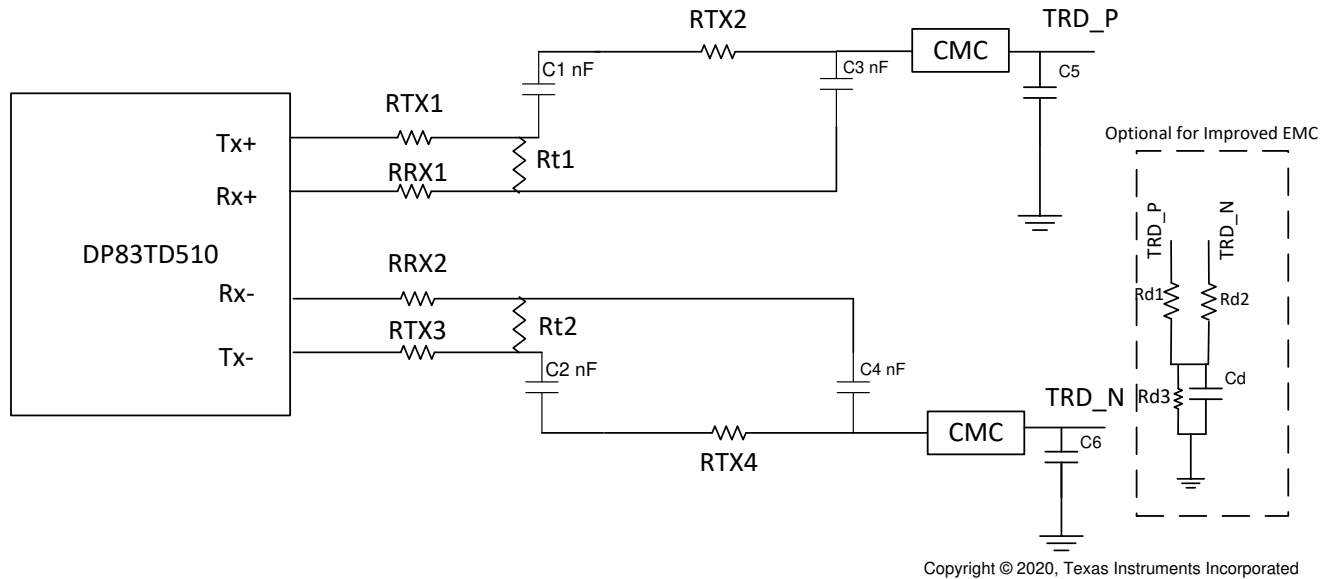 RTX2
TRD_P
CMC
C1 nF
C3 nF
C5
RTX1
Tx+
Rt1
Optional for Improved EMC
RRX1
Rx+
TRD_P
TRD_N
DP83TD510
RRX2
Rd1
Rd2
Rx-
Rt2
RTX3
Tx-
C2 nF
C4 nF
Cd
Rd3
TRD_N
CMC
C6
RTX4
Copyright © 2020, Texas Instruments Incorporated